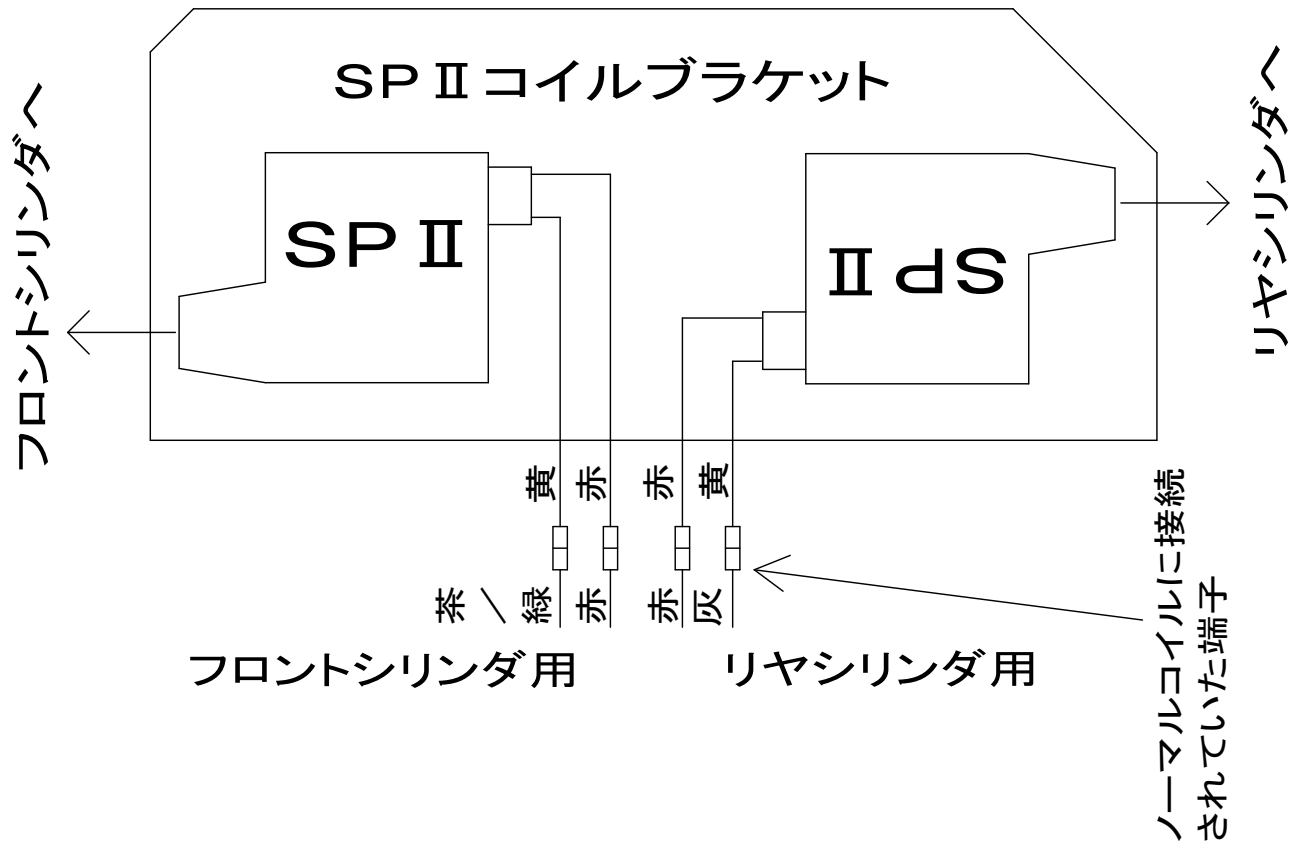 SPⅡコイルブラケット
フロントシリンダへ
リヤシリンダへ
SPⅡ
SPⅡ
黄
赤
赤
黄
茶／緑
赤
赤
灰
フロントシリンダ用
リヤシリンダ用
ノーマルコイルに接続
されていた端子